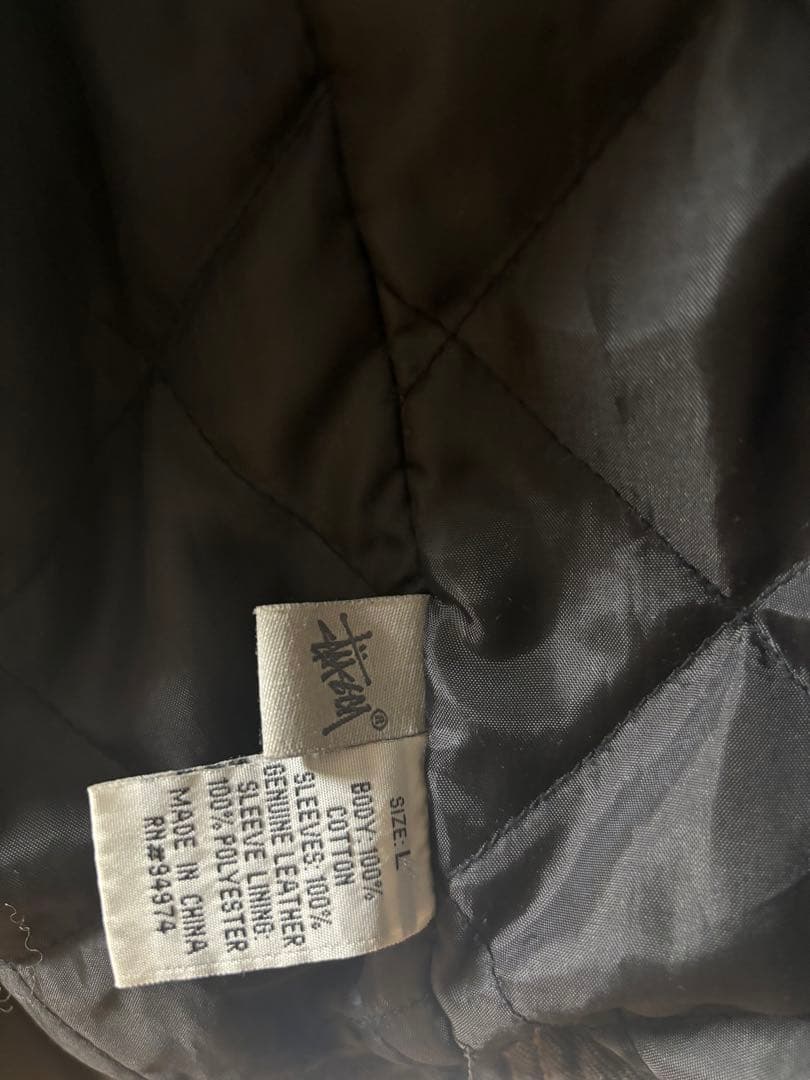 Stüssy®
SIZE: L
BODY: 100%
COTTON
SLEEVES: 100%
GENUINE LEATHER
SLEEVE LINING:
100% POLYESTER
MADE IN CHINA
RN#94974